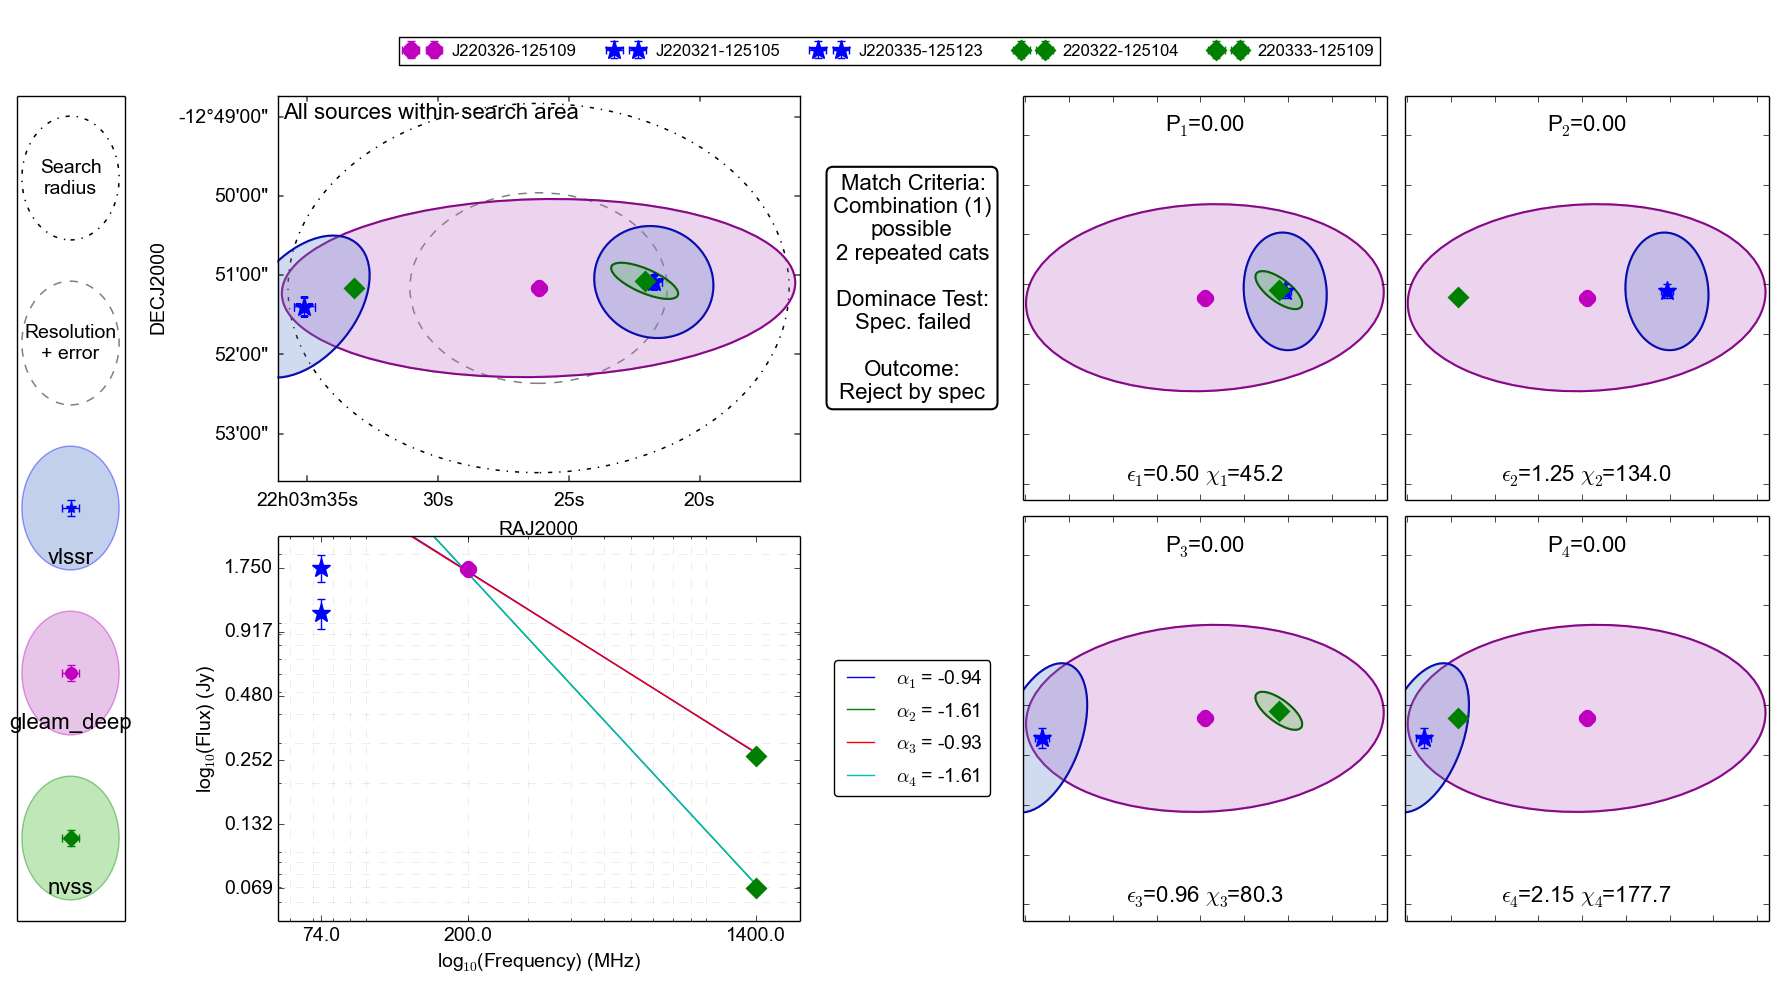 J220326-125109 J220321-125105 J220335-125123 220322-125104 220333-125109
Search
radius
Resolution
+ error
vlssr
gleam_deep
nvss
All sources within search area
DECJ2000
-12°49'00"
50'00"
51'00"
52'00"
53'00"
22h03m35s 30s 25s 20s
RAJ2000
Match Criteria:
Combination (1)
possible
2 repeated cats
Dominace Test:
Spec. failed
Outcome:
Reject by spec
P₁=0.00
ϵ₁=0.50 χ₁=45.2
P₂=0.00
ϵ₂=1.25 χ₂=134.0
log₁₀(Flux) (Jy)
1.750
0.917
0.480
0.252
0.132
0.069
74.0 200.0 1400.0
log₁₀(Frequency) (MHz)
α₁ = -0.94
α₂ = -1.61
α₃ = -0.93
α₄ = -1.61
P₃=0.00
ϵ₃=0.96 χ₃=80.3
P₄=0.00
ϵ₄=2.15 χ₄=177.7